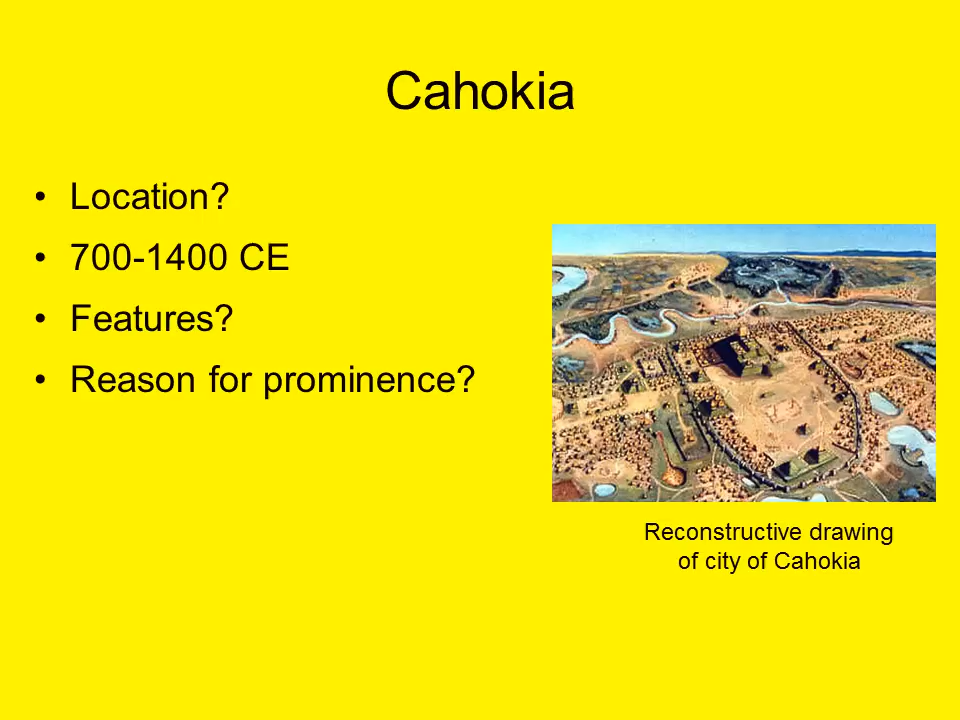 Cahokia
• Location?
• 700-1400 CE
• Features?
• Reason for prominence?
Reconstructive drawing
of city of Cahokia